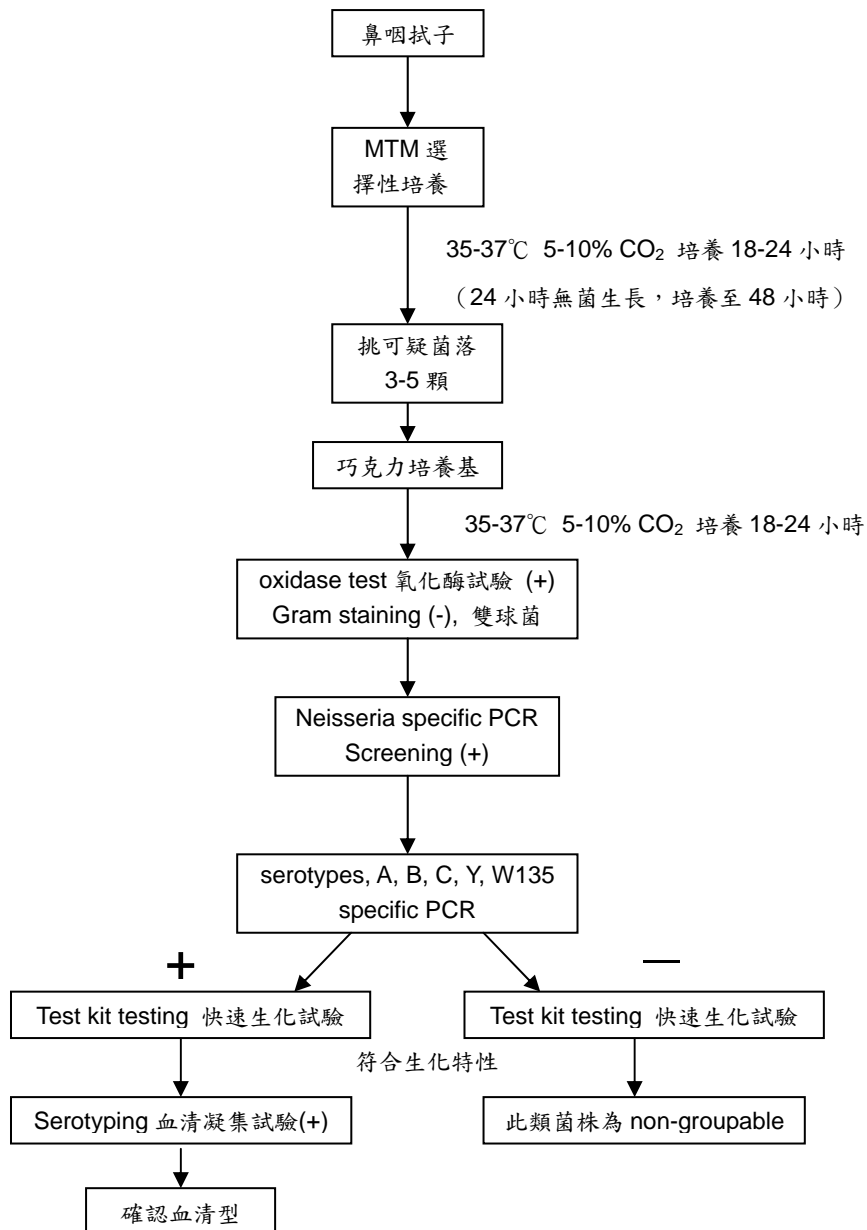 鼻咽拭子
MTM 選
擇性培養
35-37℃ 5-10% CO₂ 培養 18-24 小時
（24 小時無菌生長，培養至 48 小時）
挑可疑菌落
3-5 顆
巧克力培養基
35-37℃ 5-10% CO₂ 培養 18-24 小時
oxidase test 氧化酶試驗 (+)
Gram staining (-), 雙球菌
Neisseria specific PCR
Screening (+)
serotypes, A, B, C, Y, W135
specific PCR
+ —
Test kit testing 快速生化試驗
Test kit testing 快速生化試驗
符合生化特性
Serotyping 血清凝集試驗(+)
此類菌株為 non-groupable
確認血清型